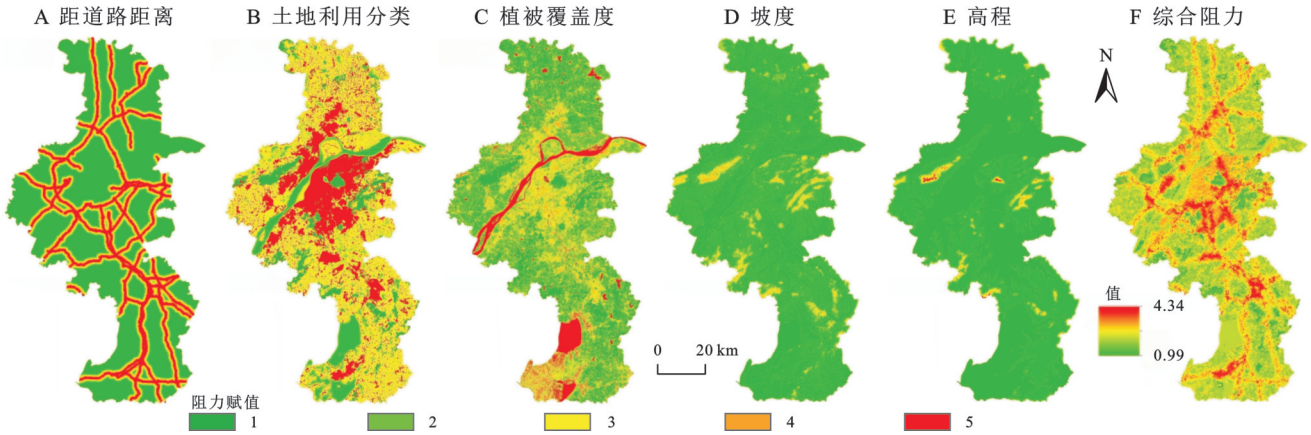 A 距道路距离
B 土地利用分类
C 植被覆盖度
D 坡度
E 高程
F 综合阻力
N
值
4.34
0.99
0 20 km
阻力赋值
1
2
3
4
5